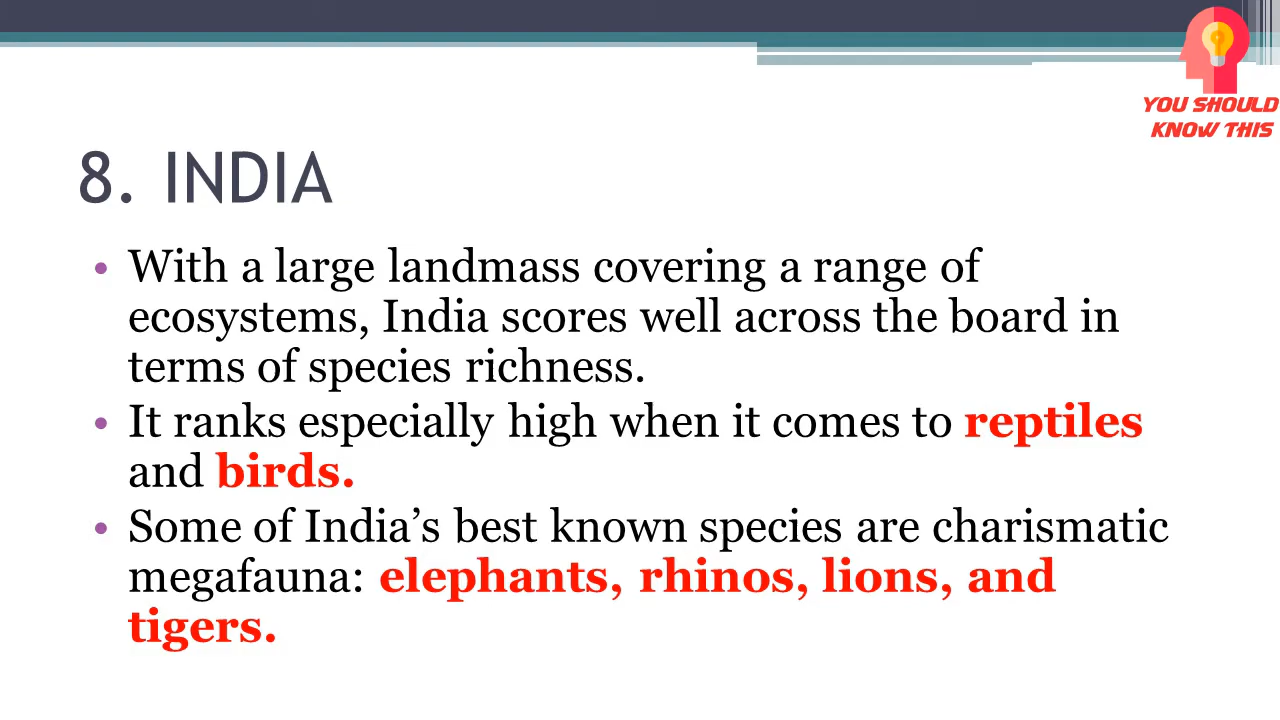 YOU SHOULD
KNOW THIS
8. INDIA
• With a large landmass covering a range of
ecosystems, India scores well across the board in
terms of species richness.
• It ranks especially high when it comes to reptiles
and birds.
• Some of India’s best known species are charismatic
megafauna: elephants, rhinos, lions, and
tigers.